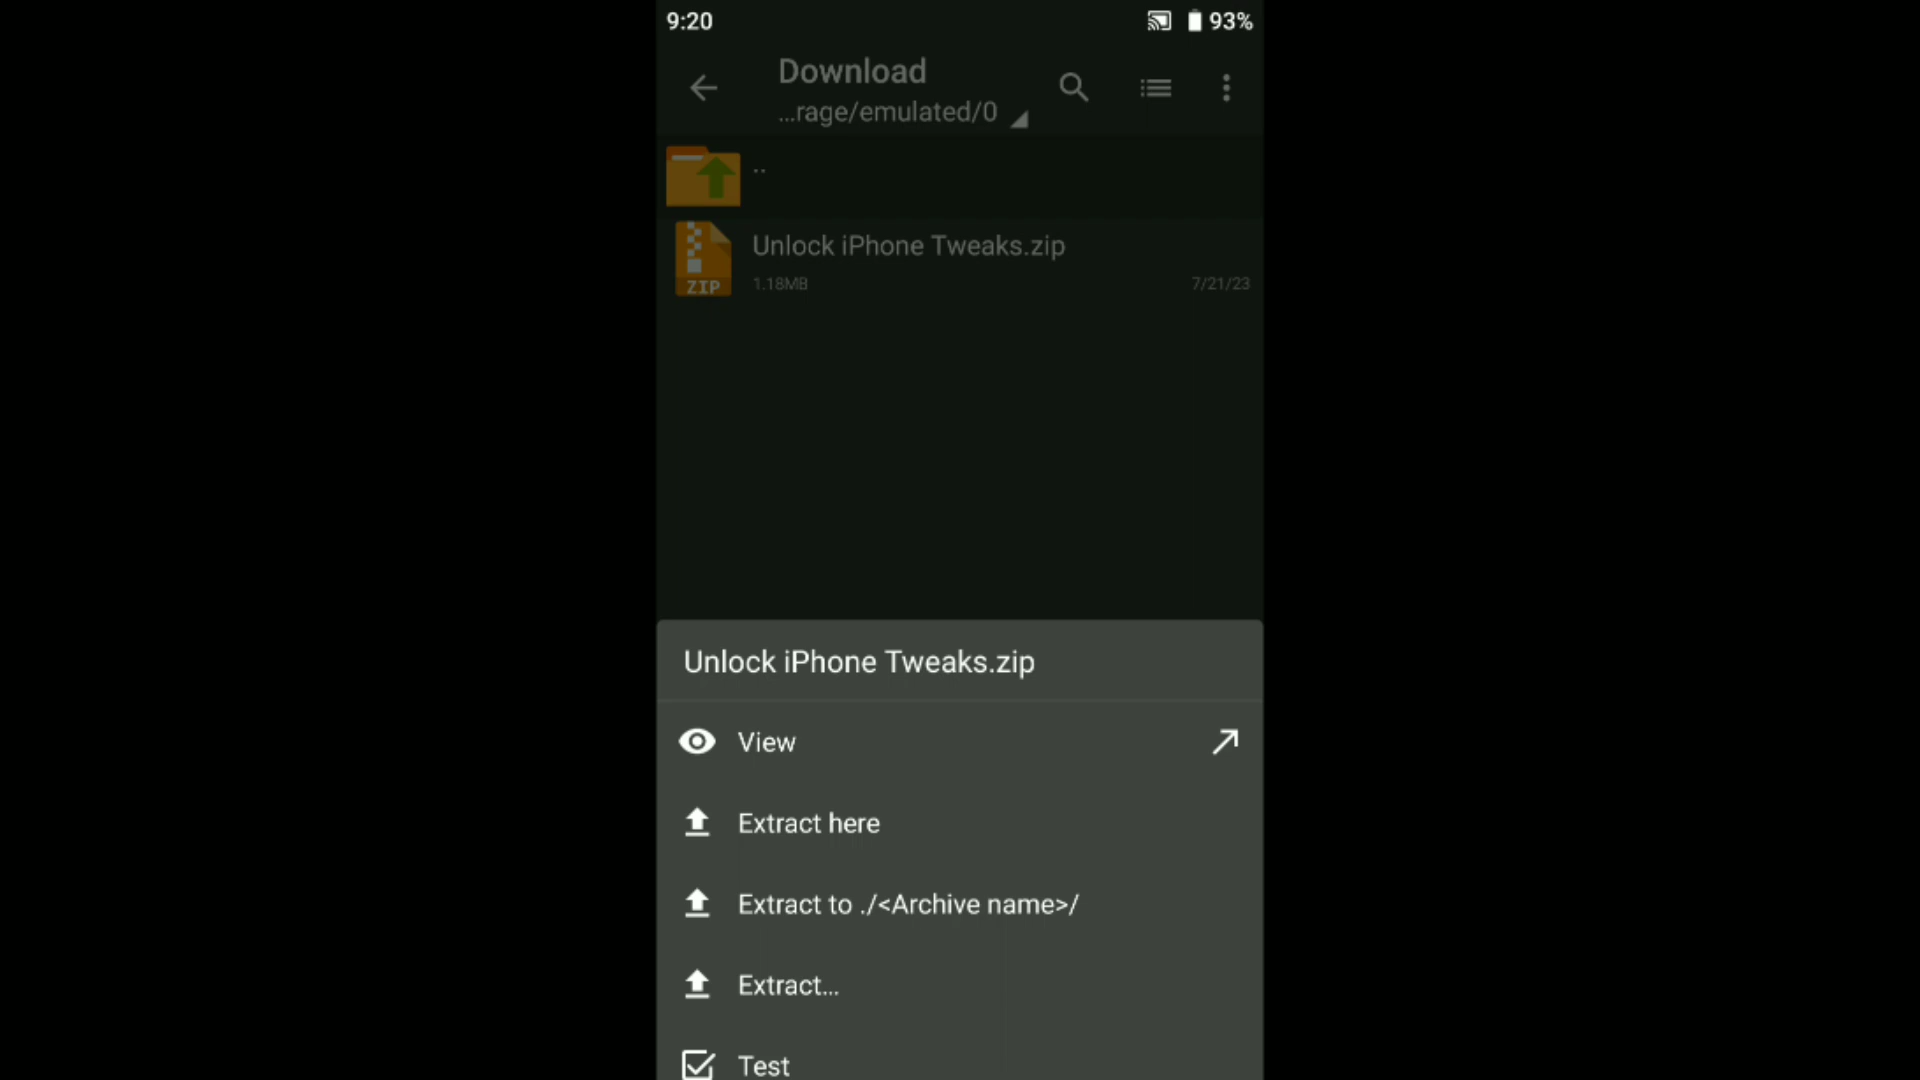 9:20
93%
Download
...rage/emulated/0
..
Unlock iPhone Tweaks.zip
ZIP
1.18MB
7/21/23
Unlock iPhone Tweaks.zip
View
Extract here
Extract to ./<Archive name>/
Extract...
Test